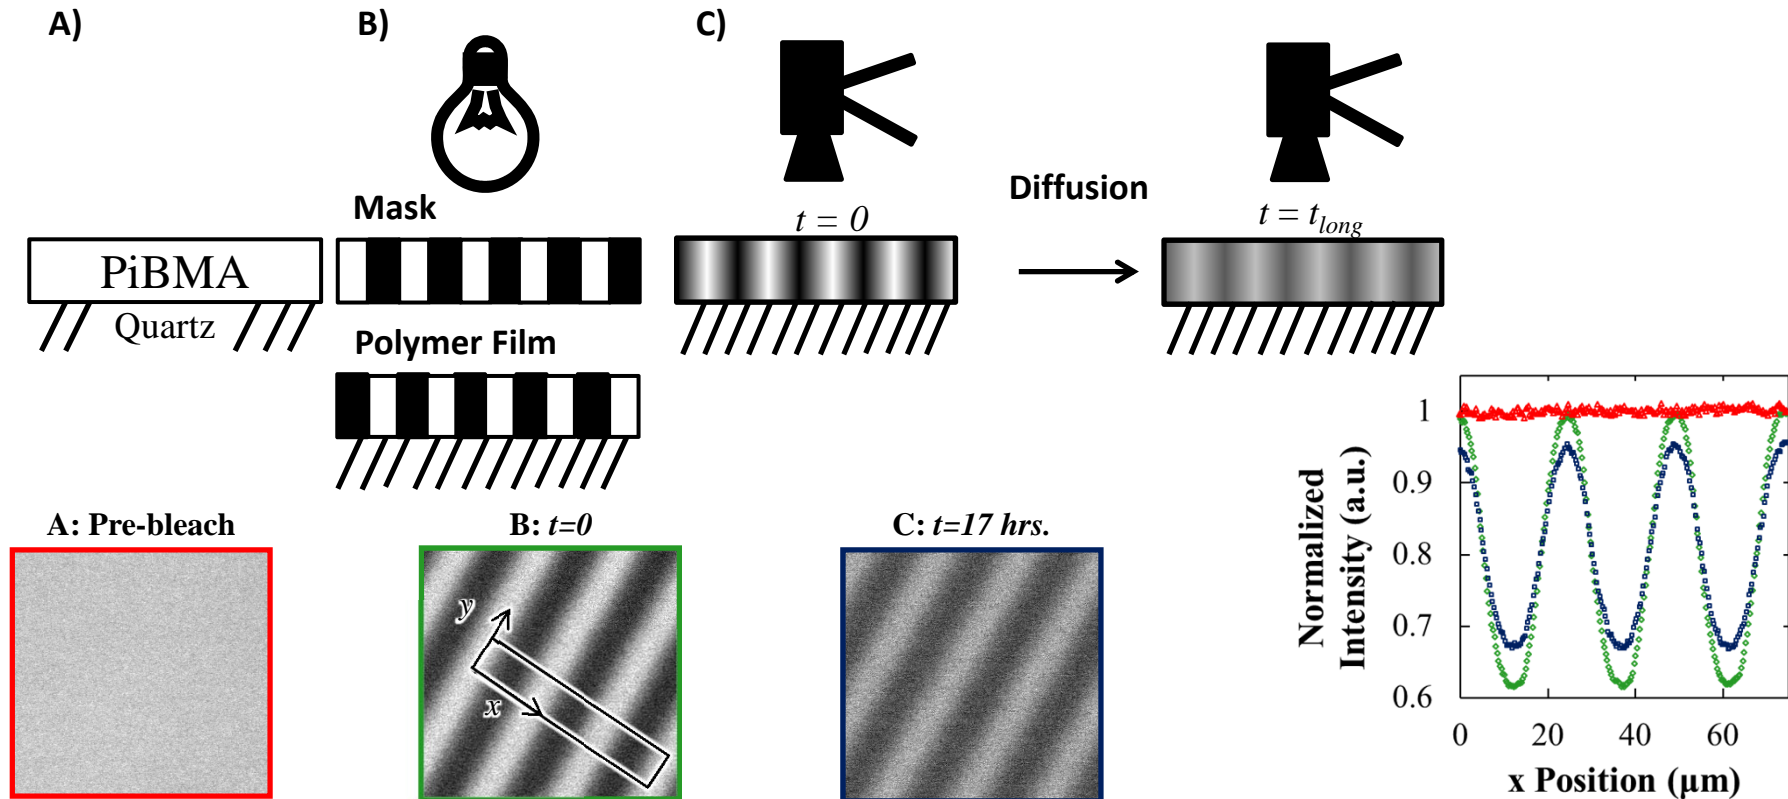 A)
B)
C)
Mask
t = 0
Diffusion
t = t_long
PiBMA
Quartz
Polymer Film
A: Pre-bleach
B: t=0
C: t=17 hrs.
y
x
Normalized
Intensity (a.u.)
1
0.9
0.8
0.7
0.6
0 20 40 60
x Position (µm)